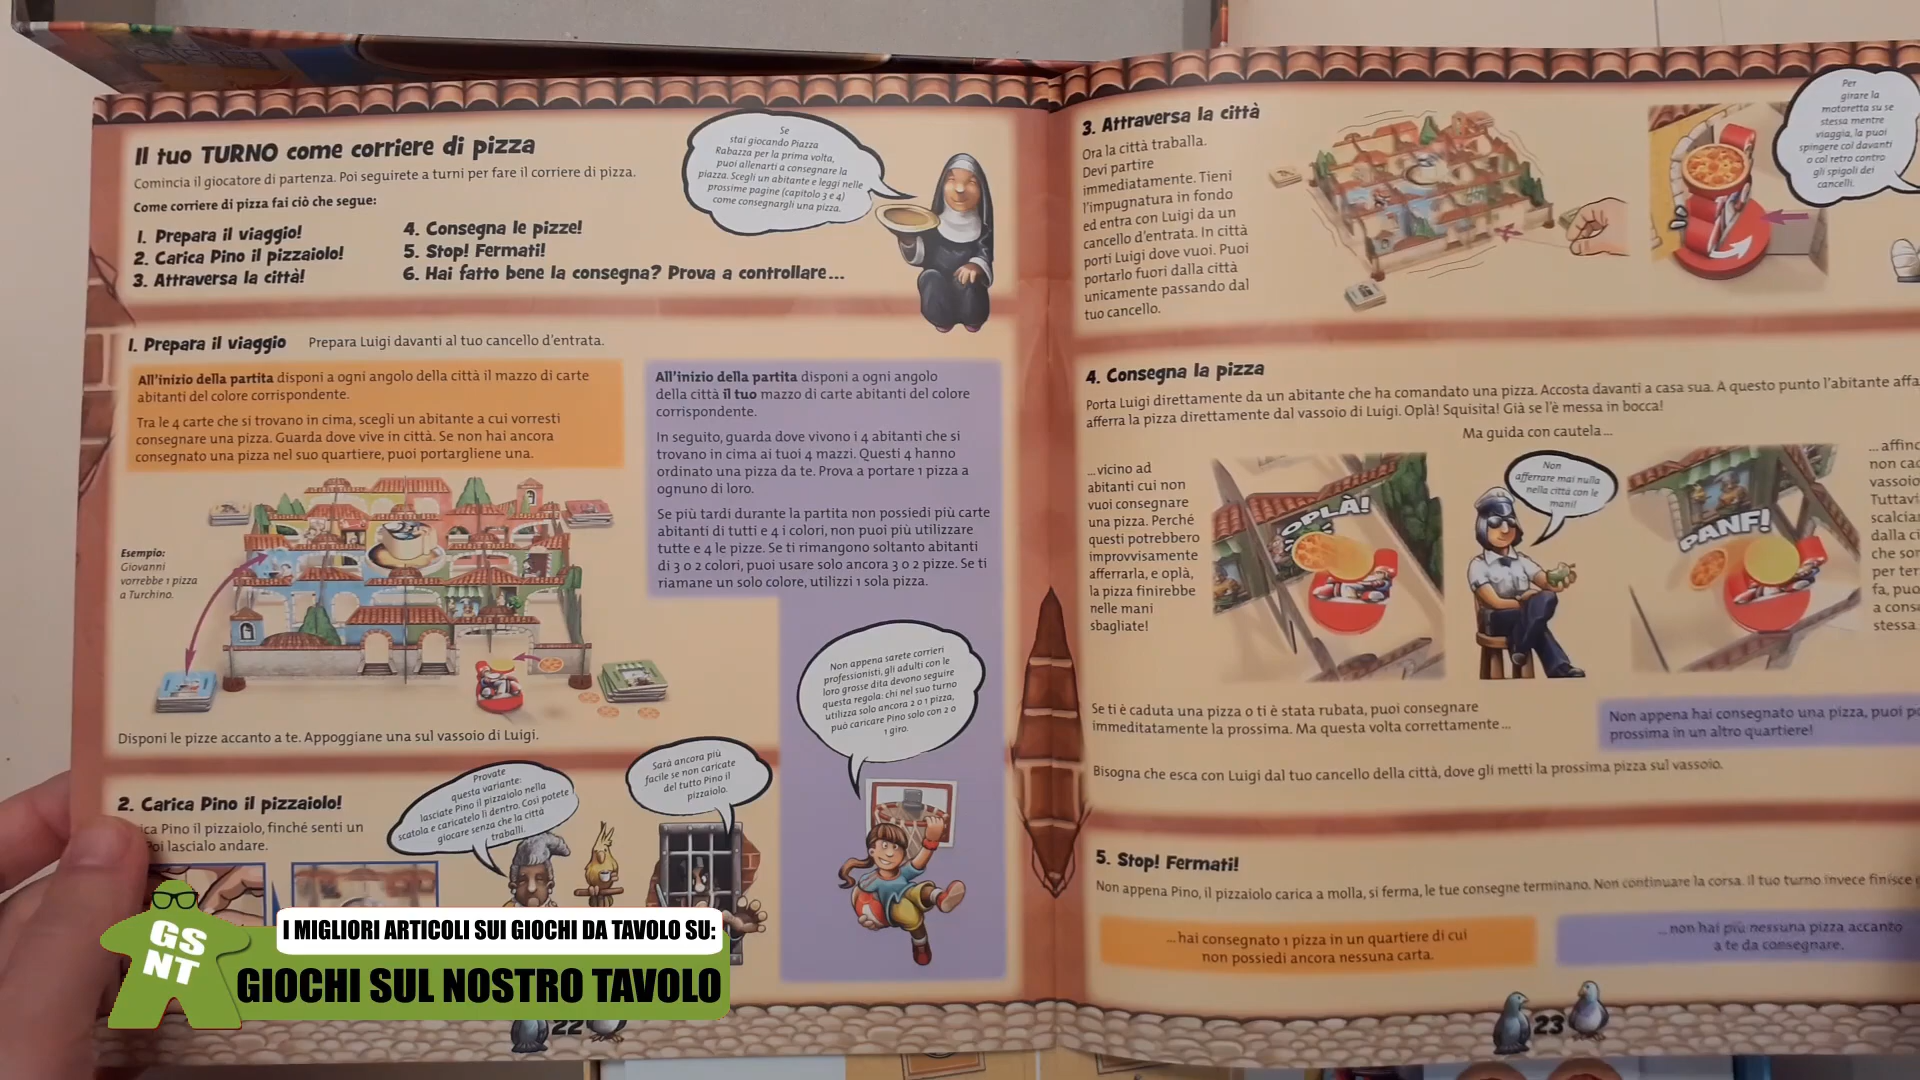 Il tuo TURNO come corriere di pizza
Comincia il giocatore di partenza. Poi seguirete a turni per fare il corriere di pizza.
Come corriere di pizza fai ciò che segue:
1. Prepara il viaggio!
2. Carica Pino il pizzaiolo!
3. Attraversa la città!
4. Consegna le pizze!
5. Stop! Fermati!
6. Hai fatto bene la consegna? Prova a controllare...
Se
stai giocando Piazza
Rabazza per la prima volta,
puoi allenarti a consegnare la
piazza. Scegli un abitante e leggi nelle
prossime pagine (capitolo 3 e 4)
come consegnargli una pizza.
1. Prepara il viaggio
Prepara Luigi davanti al tuo cancello d'entrata.
All'inizio della partita disponi a ogni angolo della città il mazzo di carte
abitanti del colore corrispondente.
Tra le 4 carte che si trovano in cima, scegli un abitante a cui vorresti
consegnare una pizza. Guarda dove vive in città. Se non hai ancora
consegnato una pizza nel suo quartiere, puoi portargliene una.
Esempio:
Giovanni
vorrebbe 1 pizza
a Turchino.
Disponi le pizze accanto a te. Appoggiane una sul vassoio di Luigi.
All'inizio della partita disponi a ogni angolo
della città il tuo mazzo di carte abitanti del colore
corrispondente.
In seguito, guarda dove vivono i 4 abitanti che si
trovano in cima ai tuoi 4 mazzi. Questi 4 hanno
ordinato una pizza da te. Prova a portare 1 pizza a
ognuno di loro.
Se più tardi durante la partita non possiedi più carte
abitanti di tutti e 4 i colori, non puoi più utilizzare
tutte e 4 le pizze. Se ti rimangono soltanto abitanti
di 3 o 2 colori, puoi usare solo ancora 3 o 2 pizze. Se ti
riamane un solo colore, utilizzi 1 sola pizza.
Non appena sarete corrieri
professionisti, gli adulti con le
loro grosse dita devono seguire
questa regola: chi nel suo turno
utilizza solo ancora 2 o 1 pizza,
può caricare Pino solo con 2 o
1 giro.
2. Carica Pino il pizzaiolo!
ica Pino il pizzaiolo, finché senti un
Poi lascialo andare.
Provate
questa variante:
lasciate Pino il pizzaiolo nella
scatola e caricatelo lì dentro. Così potete
giocare senza che la città
traballi.
Sarà ancora più
facile se non caricate
del tutto Pino il
pizzaiolo.
22
3. Attraversa la città
Ora la città traballa.
Devi partire
immediatamente. Tieni
l'impugnatura in fondo
ed entra con Luigi da un
cancello d'entrata. In città
porti Luigi dove vuoi. Puoi
portarlo fuori dalla città
unicamente passando dal
tuo cancello.
Per
girare la
motoretta su se
stessa mentre
viaggia, la puoi
spingere col davanti
o col retro contro
gli spigoli dei
cancelli.
4. Consegna la pizza
Porta Luigi direttamente da un abitante che ha comandato una pizza. Accosta davanti a casa sua. A questo punto l'abitante affa
afferra la pizza direttamente dal vassoio di Luigi. Oplà! Squisita! Già se l'è messa in bocca!
Ma guida con cautela...
...vicino ad
abitanti cui non
vuoi consegnare
una pizza. Perché
questi potrebbero
improvvisamente
afferrarla, e oplà,
la pizza finirebbe
nelle mani
sbagliate!
OPLÀ!
Non
afferrare mai nulla
nella città con le
mani!
PANF!
...affinc
non cad
vassoio
Tuttavi
scalcian
dalla ci
che son
per ter
fa, puo
a cons
stessa
Se ti è caduta una pizza o ti è stata rubata, puoi consegnare
immeditatamente la prossima. Ma questa volta correttamente...
Non appena hai consegnato una pizza, puoi p
prossima in un altro quartiere!
Bisogna che esca con Luigi dal tuo cancello della città, dove gli metti la prossima pizza sul vassoio.
5. Stop! Fermati!
Non appena Pino, il pizzaiolo carica a molla, si ferma, le tue consegne terminano. Non continuare la corsa. Il tuo turno invece finisce
...hai consegnato 1 pizza in un quartiere di cui
non possiedi ancora nessuna carta.
... non hai più nessuna pizza accanto
a te da consegnare.
23
GS
NT
I MIGLIORI ARTICOLI SUI GIOCHI DA TAVOLO SU:
GIOCHI SUL NOSTRO TAVOLO